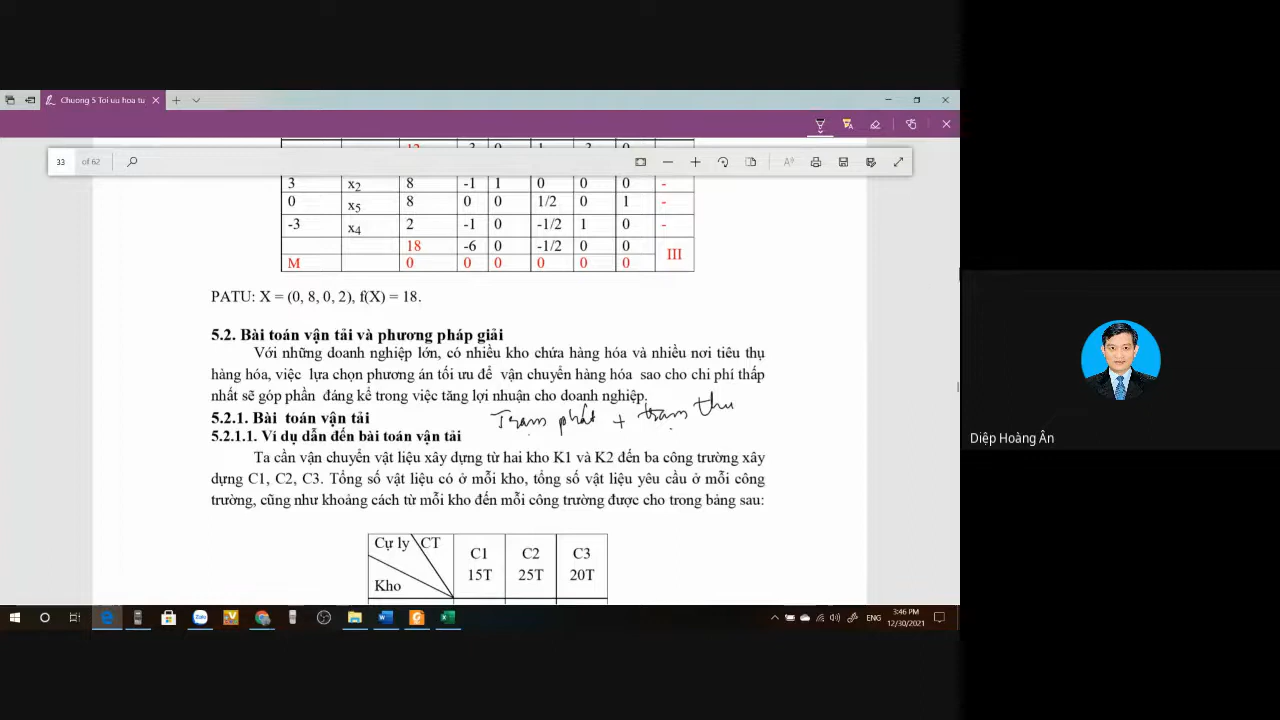 Chuong 5 Toi uu hoa tu
33 of 62
3 x2 8 -1 1 0 0 0 -
0 x5 8 0 0 1/2 0 1 -
-3 x4 2 -1 0 -1/2 1 0 -
18 -6 0 -1/2 0 0 III
M 0 0 0 0 0 0
PATU: X = (0, 8, 0, 2), f(X) = 18.
5.2. Bài toán vận tải và phương pháp giải
Với những doanh nghiệp lớn, có nhiều kho chứa hàng hóa và nhiều nơi tiêu thụ
hàng hóa, việc lựa chọn phương án tối ưu để vận chuyển hàng hóa sao cho chi phí thấp
nhất sẽ góp phần đáng kể trong việc tăng lợi nhuận cho doanh nghiệp.
5.2.1. Bài toán vận tải
Trạm phát + trạm thu
5.2.1.1. Ví dụ dẫn đến bài toán vận tải
Ta cần vận chuyển vật liệu xây dựng từ hai kho K1 và K2 đến ba công trường xây
dựng C1, C2, C3. Tổng số vật liệu có ở mỗi kho, tổng số vật liệu yêu cầu ở mỗi công
trường, cũng như khoảng cách từ mỗi kho đến mỗi công trường được cho trong bảng sau:
Cự ly CT
C1 C2 C3
15T 25T 20T
Kho
Diệp Hoàng Ân
Zalo
ENG
3:46 PM
12/30/2021